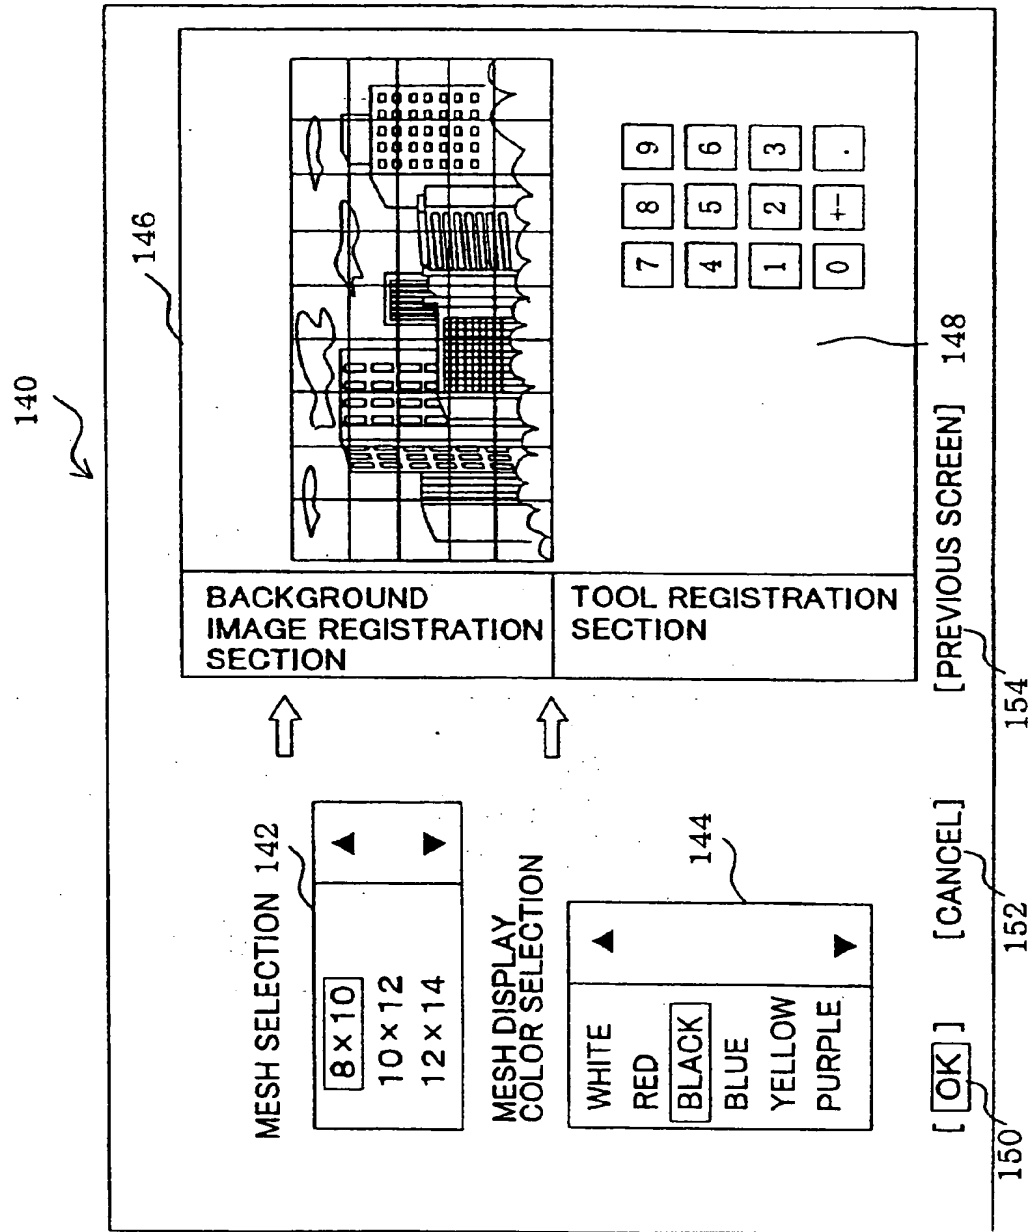 140
146
MESH SELECTION 142
8×10
10×12
12×14
MESH DISPLAY
COLOR SELECTION
144
WHITE
RED
BLACK
BLUE
YELLOW
PURPLE
BACKGROUND
IMAGE REGISTRATION
SECTION
TOOL REGISTRATION
SECTION
7 8 9
4 5 6
1 2 3
0 +- .
148
[ OK ] [CANCEL] [PREVIOUS SCREEN]
150 152 154